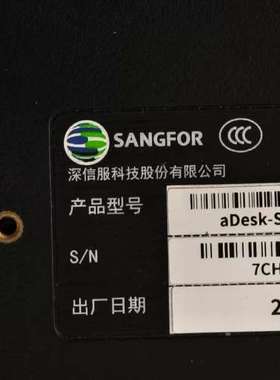 SANGFOR CCC
深信服科技股份有限公司
产品型号 aDesk-S
S/N 7CH
出厂日期 2